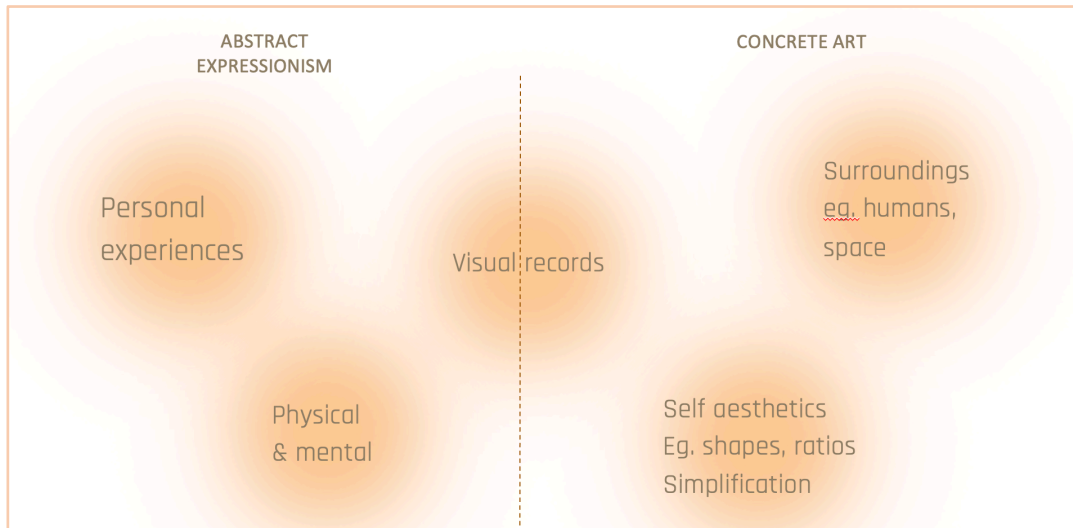 ABSTRACT
EXPRESSIONISM
CONCRETE ART
Personal
experiences
Visual records
Surroundings
eg. humans,
space
Physical
& mental
Self aesthetics
Eg. shapes, ratios
Simplification